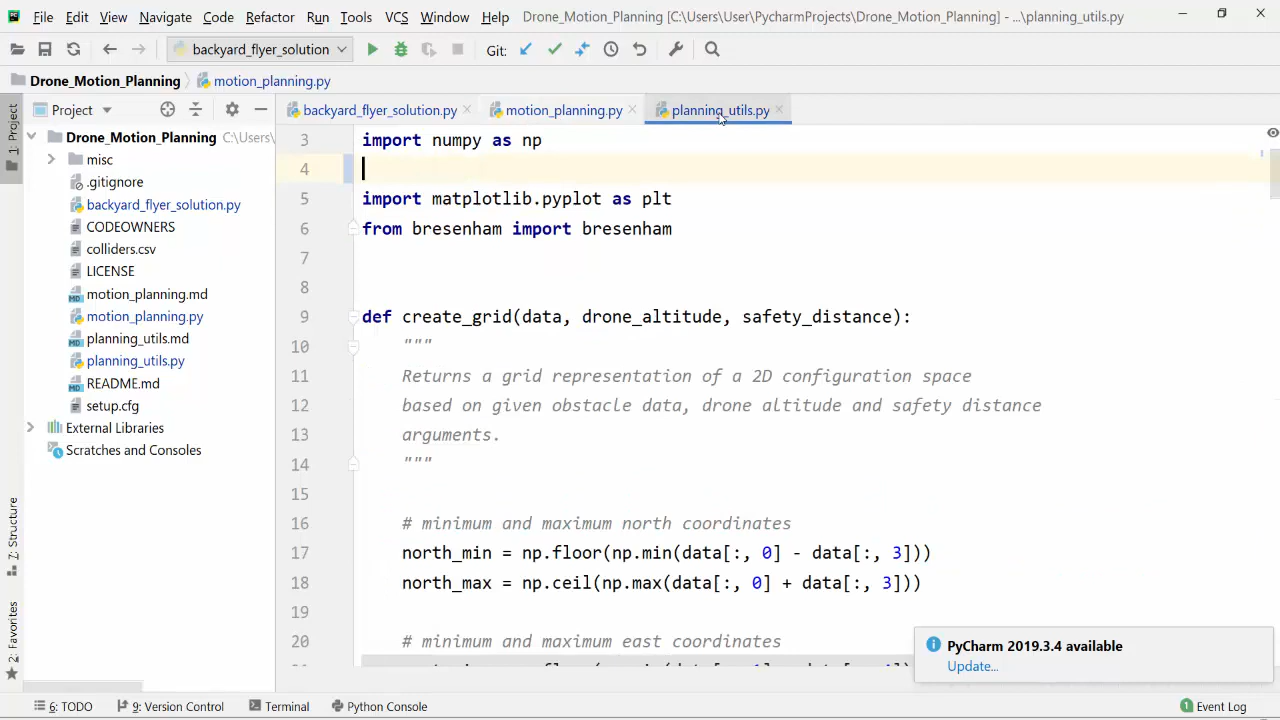 File Edit View Navigate Code Refactor Run Tools VCS Window Help Drone_Motion_Planning [C:\Users\User\PycharmProjects\Drone_Motion_Planning] - ...\planning_utils.py
backyard_flyer_solution Git:
Drone_Motion_Planning motion_planning.py
Project backyard_flyer_solution.py motion_planning.py planning_utils.py
1: Project
Drone_Motion_Planning C:\Users\
misc
.gitignore
backyard_flyer_solution.py
CODEOWNERS
colliders.csv
LICENSE
motion_planning.md
motion_planning.py
planning_utils.md
planning_utils.py
README.md
setup.cfg
External Libraries
Scratches and Consoles
Z: Structure
2: Favorites
3 import numpy as np
4
5 import matplotlib.pyplot as plt
6 from bresenham import bresenham
7
8
9 def create_grid(data, drone_altitude, safety_distance):
10 """
11 Returns a grid representation of a 2D configuration space
12 based on given obstacle data, drone altitude and safety distance
13 arguments.
14 """
15
16 # minimum and maximum north coordinates
17 north_min = np.floor(np.min(data[:, 0] - data[:, 3]))
18 north_max = np.ceil(np.max(data[:, 0] + data[:, 3]))
19
20 # minimum and maximum east coordinates
PyCharm 2019.3.4 available
Update...
6: TODO 9: Version Control Terminal Python Console 1 Event Log